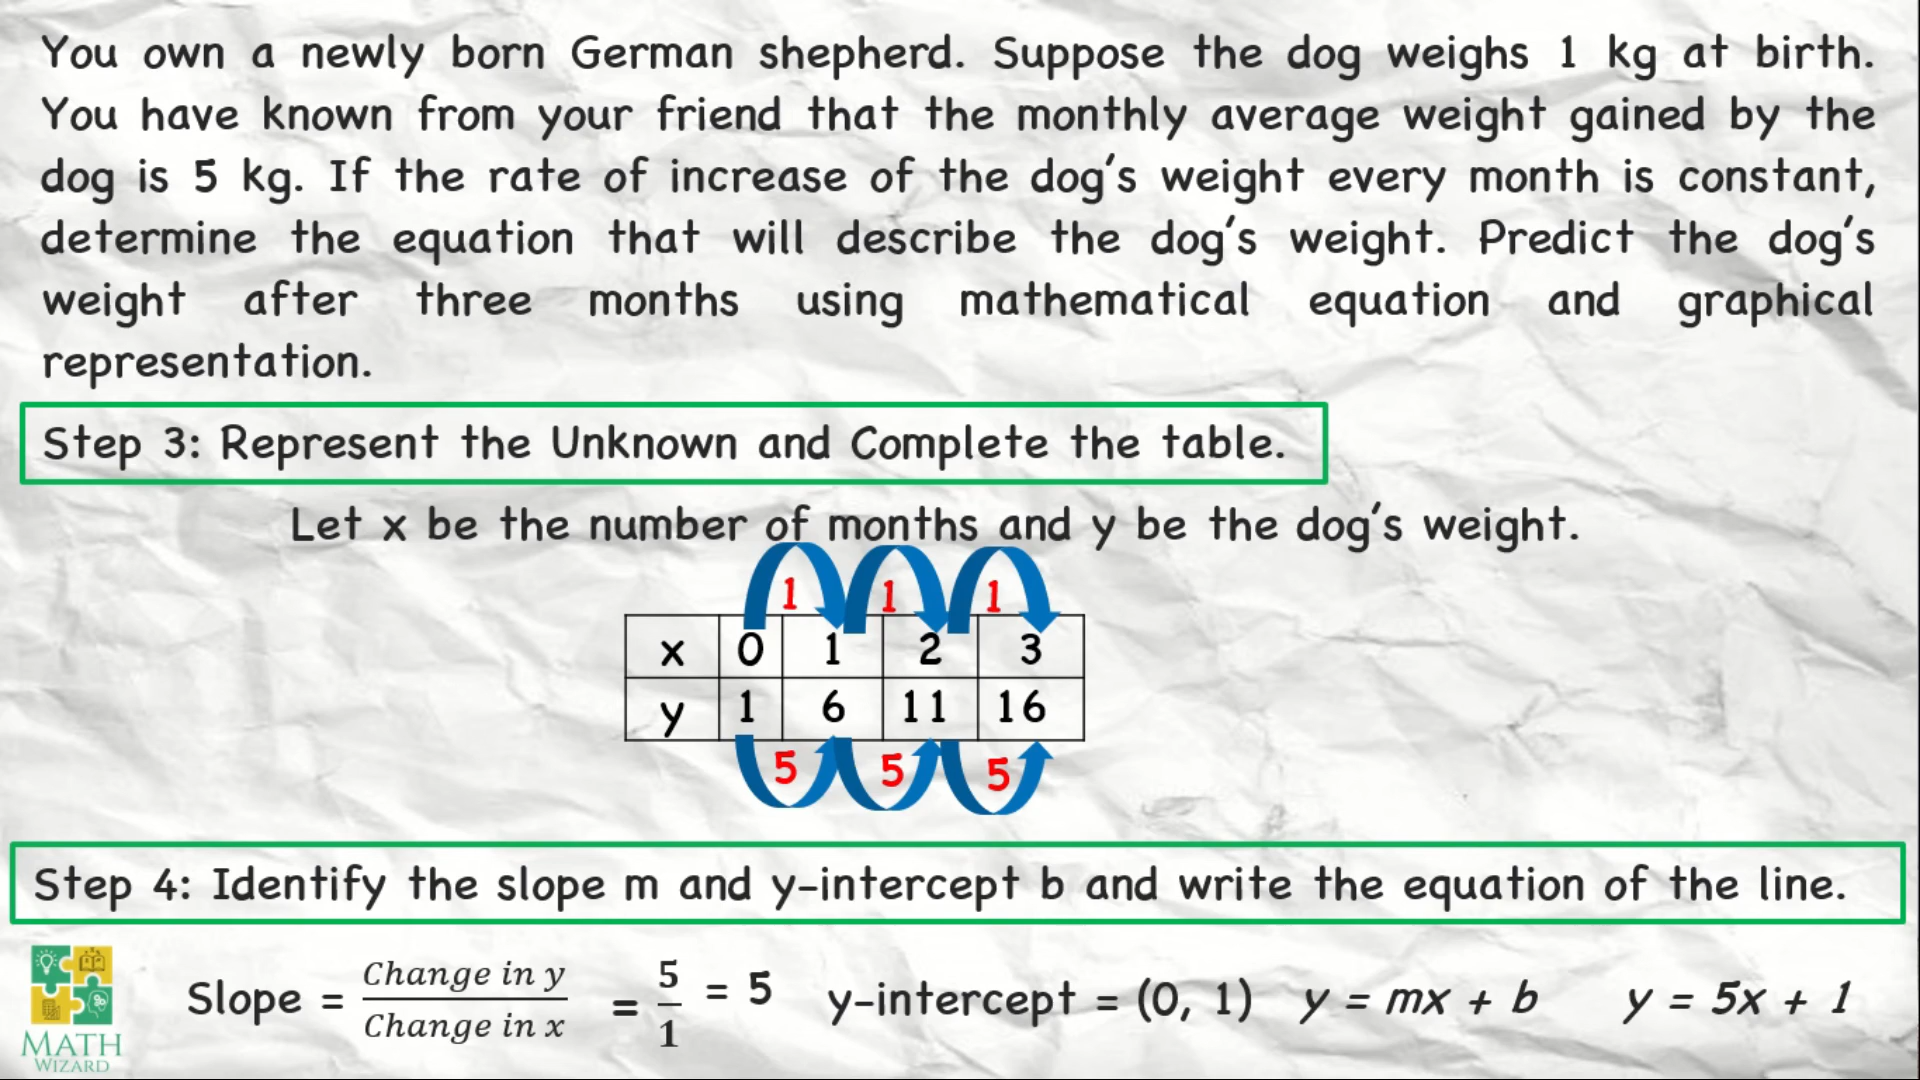 You own a newly born German shepherd. Suppose the dog weighs 1 kg at birth.
You have known from your friend that the monthly average weight gained by the
dog is 5 kg. If the rate of increase of the dog's weight every month is constant,
determine the equation that will describe the dog's weight. Predict the dog's
weight after three months using mathematical equation and graphical
representation.
Step 3: Represent the Unknown and Complete the table.
Let x be the number of months and y be the dog's weight.
1 1 1
x 0 1 2 3
y 1 6 11 16
5 5 5
Step 4: Identify the slope m and y-intercept b and write the equation of the line.
Slope = Change in y / Change in x = 5/1 = 5 y-intercept = (0, 1) y = mx + b y = 5x + 1
MATH
WIZARD